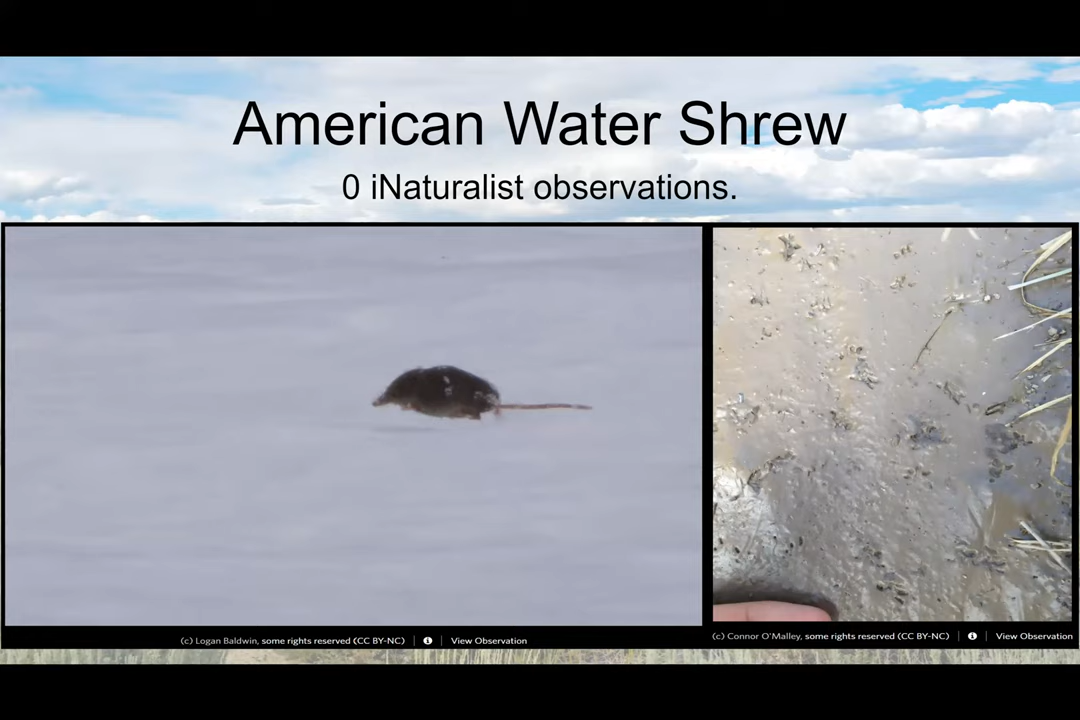 American Water Shrew
0 iNaturalist observations.
(c) Logan Baldwin, some rights reserved (CC BY-NC) | i | View Observation
(c) Connor O'Malley, some rights reserved (CC BY-NC) | i | View Observation